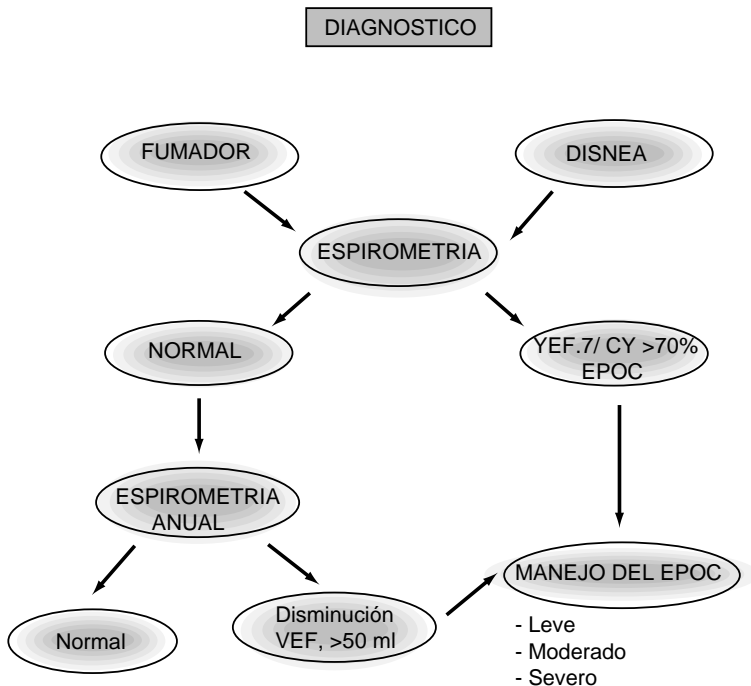 DIAGNOSTICO
FUMADOR
DISNEA
ESPIROMETRIA
NORMAL
YEF.7/ CY >70%
EPOC
ESPIROMETRIA
ANUAL
MANEJO DEL EPOC
Normal
Disminución
VEF, >50 ml
- Leve
- Moderado
- Severo